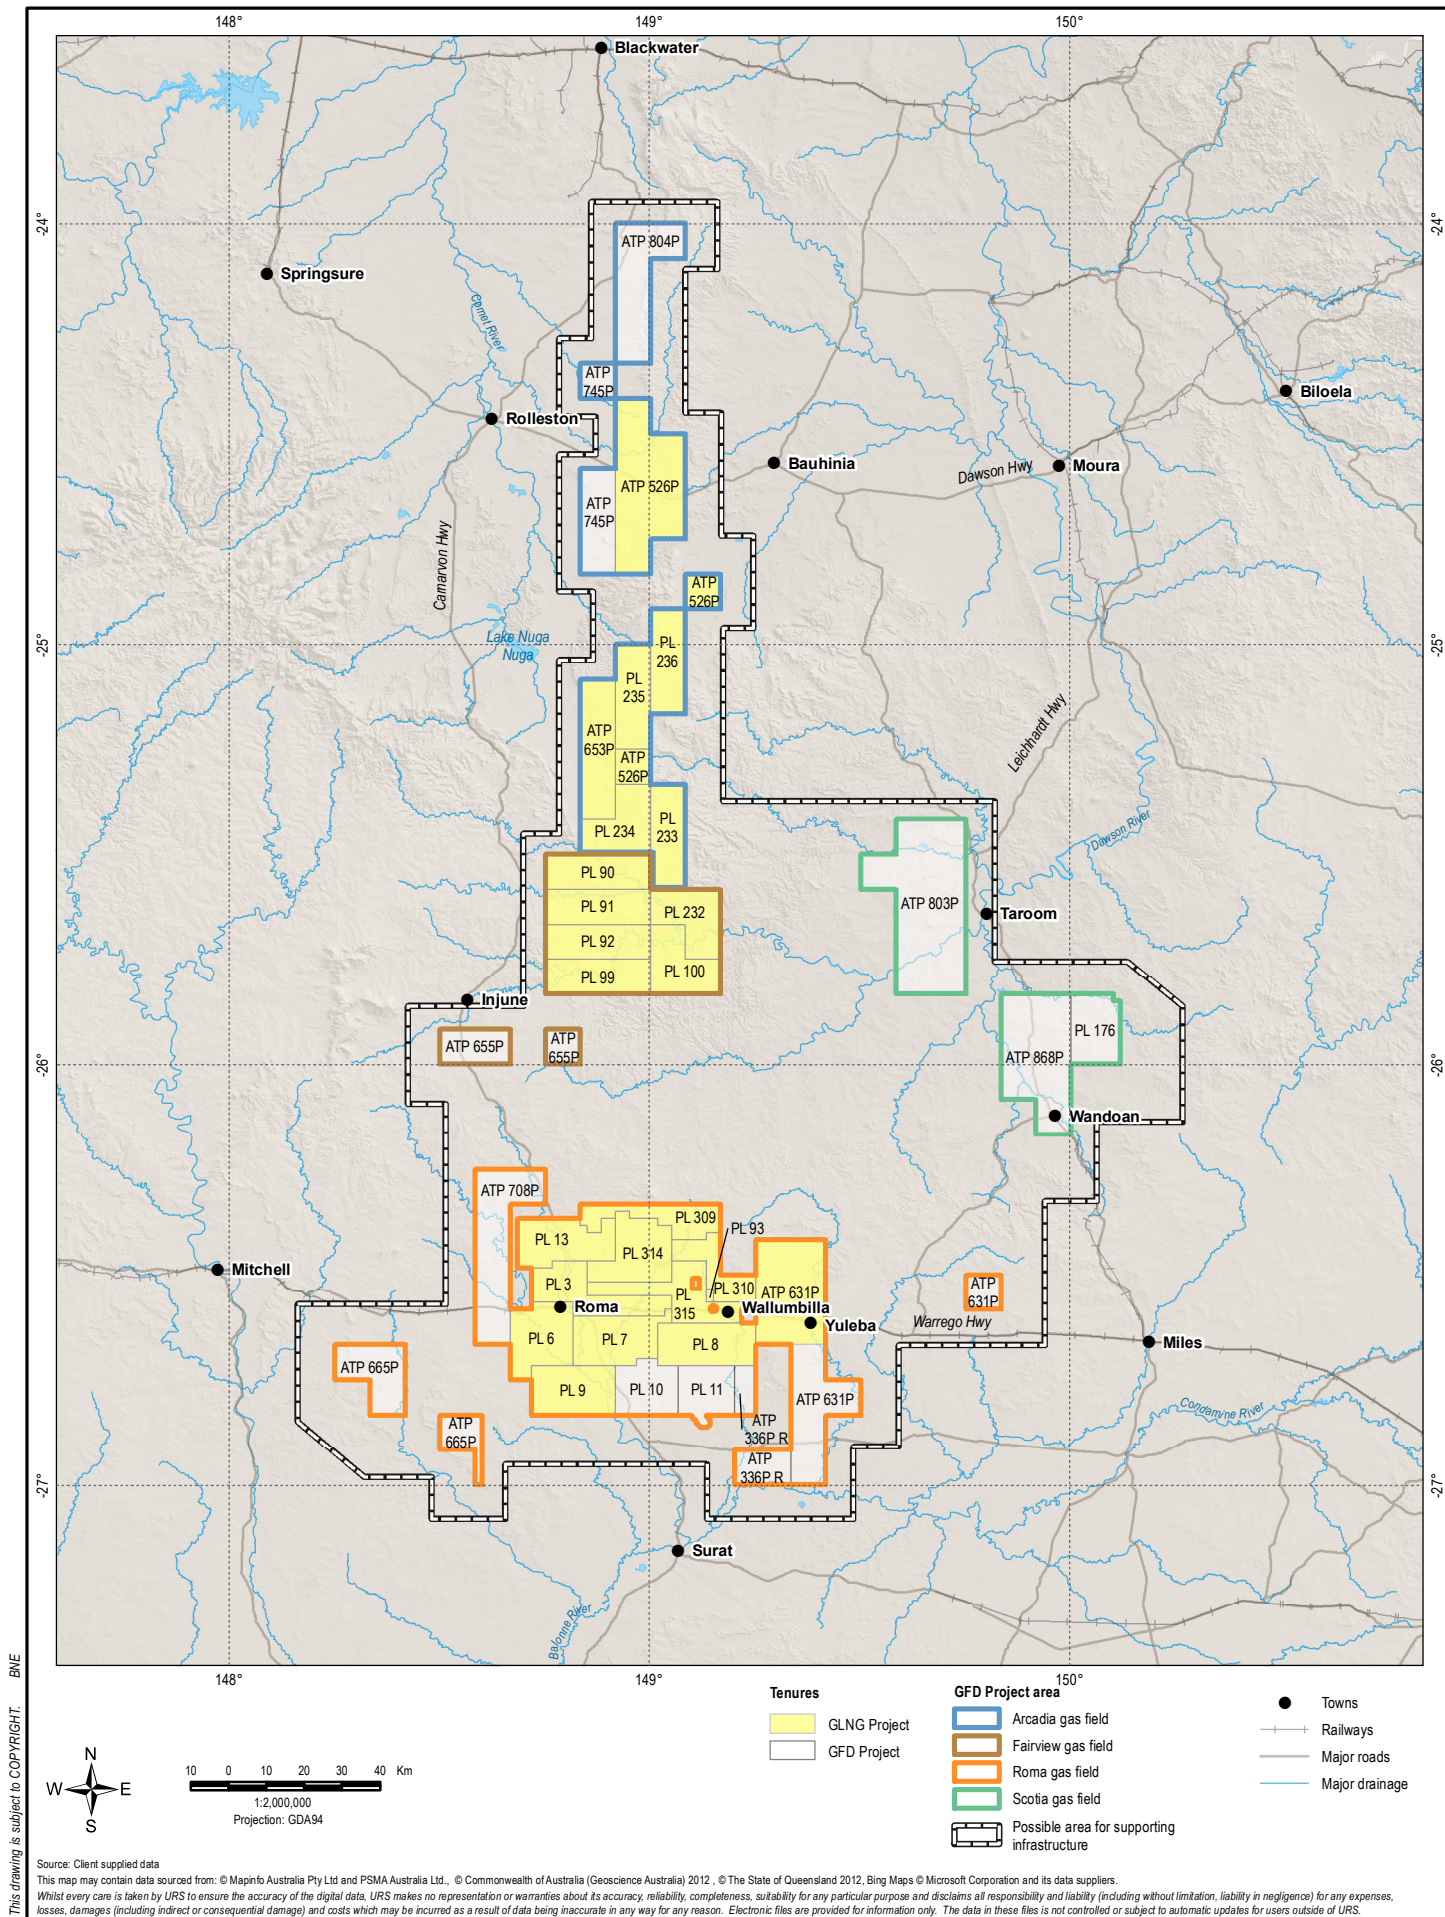 148°
149°
150°
Blackwater
-24°
-24°
ATP 804P
Springsure
Comet River
ATP
745P
Biloela
Rolleston
Bauhinia
Dawson Hwy
Moura
ATP 526P
ATP
745P
Carnarvon Hwy
ATP
526P
Lake Nuga
Nuga
-25°
-25°
PL
236
PL
235
Leichhardt Hwy
ATP
653P
ATP
526P
PL
233
PL 234
Dawson River
PL 90
PL 91
PL 232
ATP 803P
Taroom
PL 92
PL 99
PL 100
Injune
PL 176
ATP 655P
ATP
655P
ATP 868P
-26°
-26°
Wandoan
ATP 708P
PL 309
PL 93
PL 13
PL 314
Mitchell
PL 3
PL 310
ATP 631P
ATP
631P
Roma
PL
315
Wallumbilla
Yuleba
Warrego Hwy
PL 6
PL 7
PL 8
Miles
ATP 665P
PL 9
PL 10
PL 11
ATP 631P
Condamine River
ATP
665P
ATP
336P R
ATP
336P R
-27°
-27°
Surat
Balonne River
148°
149°
150°
BNE
This drawing is subject to COPYRIGHT.
N
W
E
S
10 0 10 20 30 40 Km
1:2,000,000
Projection: GDA94
Tenures
GLNG Project
GFD Project
GFD Project area
Arcadia gas field
Fairview gas field
Roma gas field
Scotia gas field
Possible area for supporting
infrastructure
Towns
Railways
Major roads
Major drainage
Source: Client supplied data
This map may contain data sourced from: © Mapinfo Australia Pty Ltd and PSMA Australia Ltd., © Commonwealth of Australia (Geoscience Australia) 2012 , © The State of Queensland 2012, Bing Maps © Microsoft Corporation and its data suppliers.
Whilst every care is taken by URS to ensure the accuracy of the digital data, URS makes no representation or warranties about its accuracy, reliability, completeness, suitability for any particular purpose and disclaims all responsibility and liability (including without limitation, liability in negligence) for any expenses,
losses, damages (including indirect or consequential damage) and costs which may be incurred as a result of data being inaccurate in any way for any reason. Electronic files are provided for information only. The data in these files is not controlled or subject to automatic updates for users outside of URS.